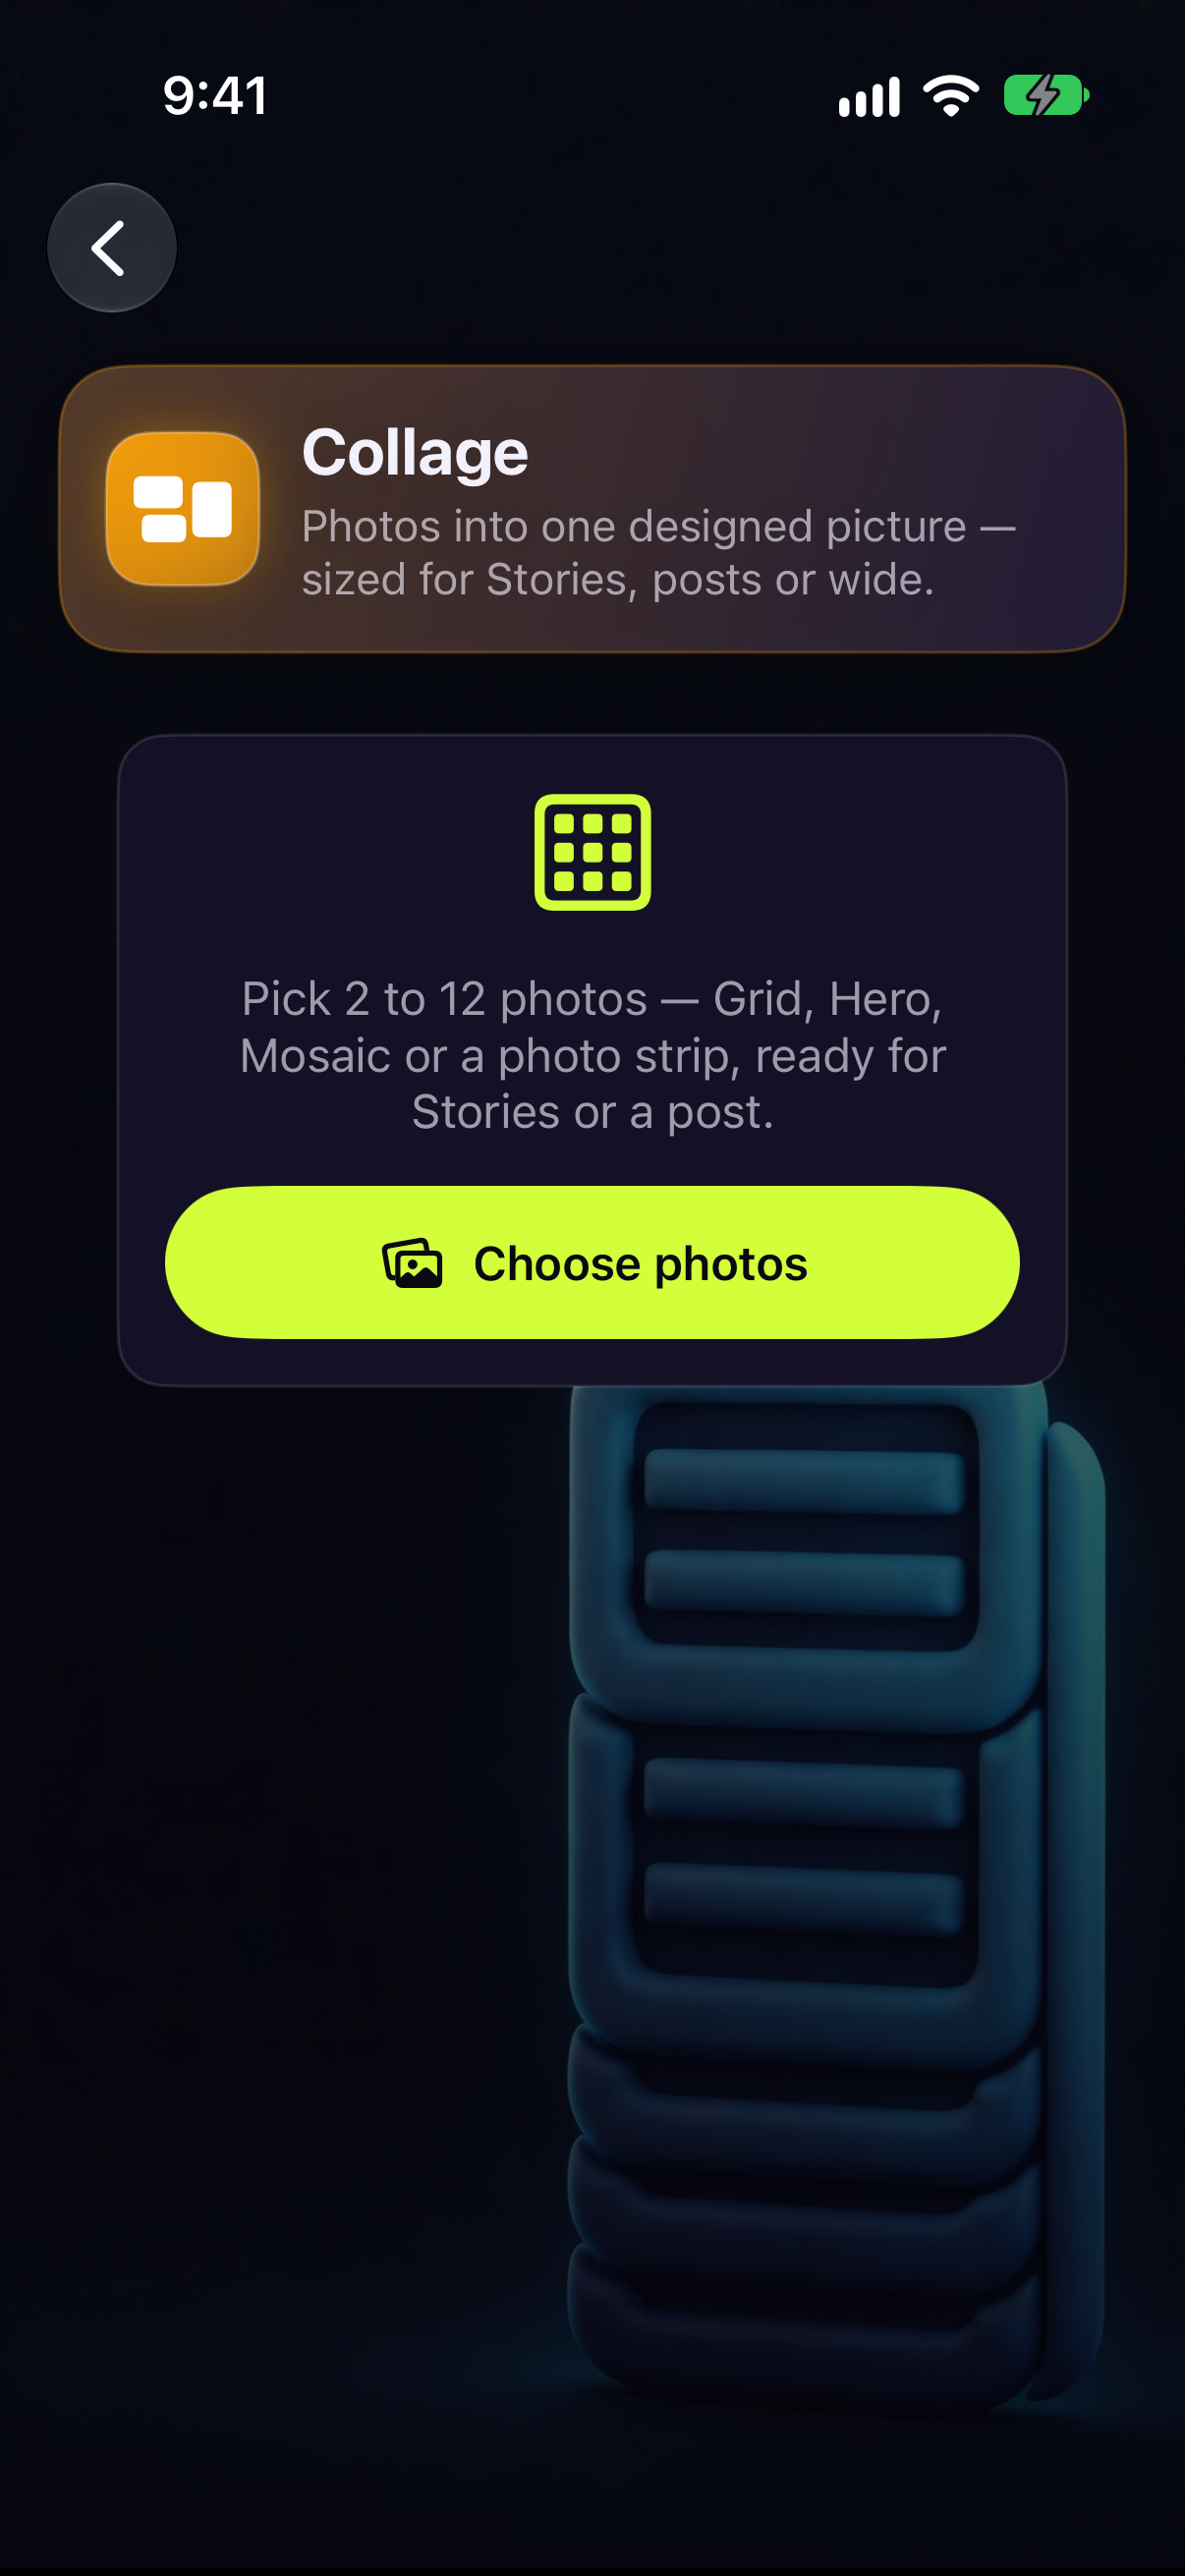 9:41
Collage
Photos into one designed picture —
sized for Stories, posts or wide.
Pick 2 to 12 photos — Grid, Hero,
Mosaic or a photo strip, ready for
Stories or a post.
Choose photos